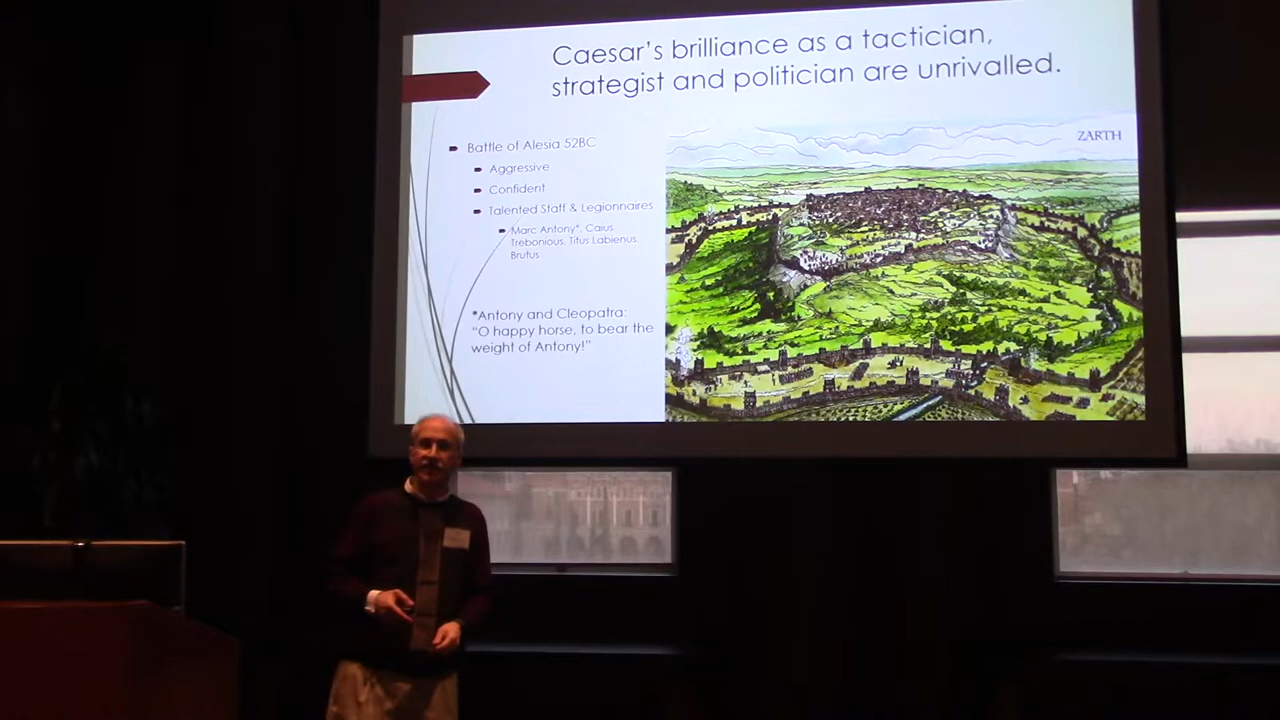 Caesar's brilliance as a tactician,
strategist and politician are unrivalled.
Battle of Alesia 52BC
Aggressive
Confident
Talented Staff & Legionnaires
Marc Antony*, Caius
Trebonious, Titus Labienus,
Brutus
*Antony and Cleopatra:
"O happy horse, to bear the
weight of Antony!"
ZARTH